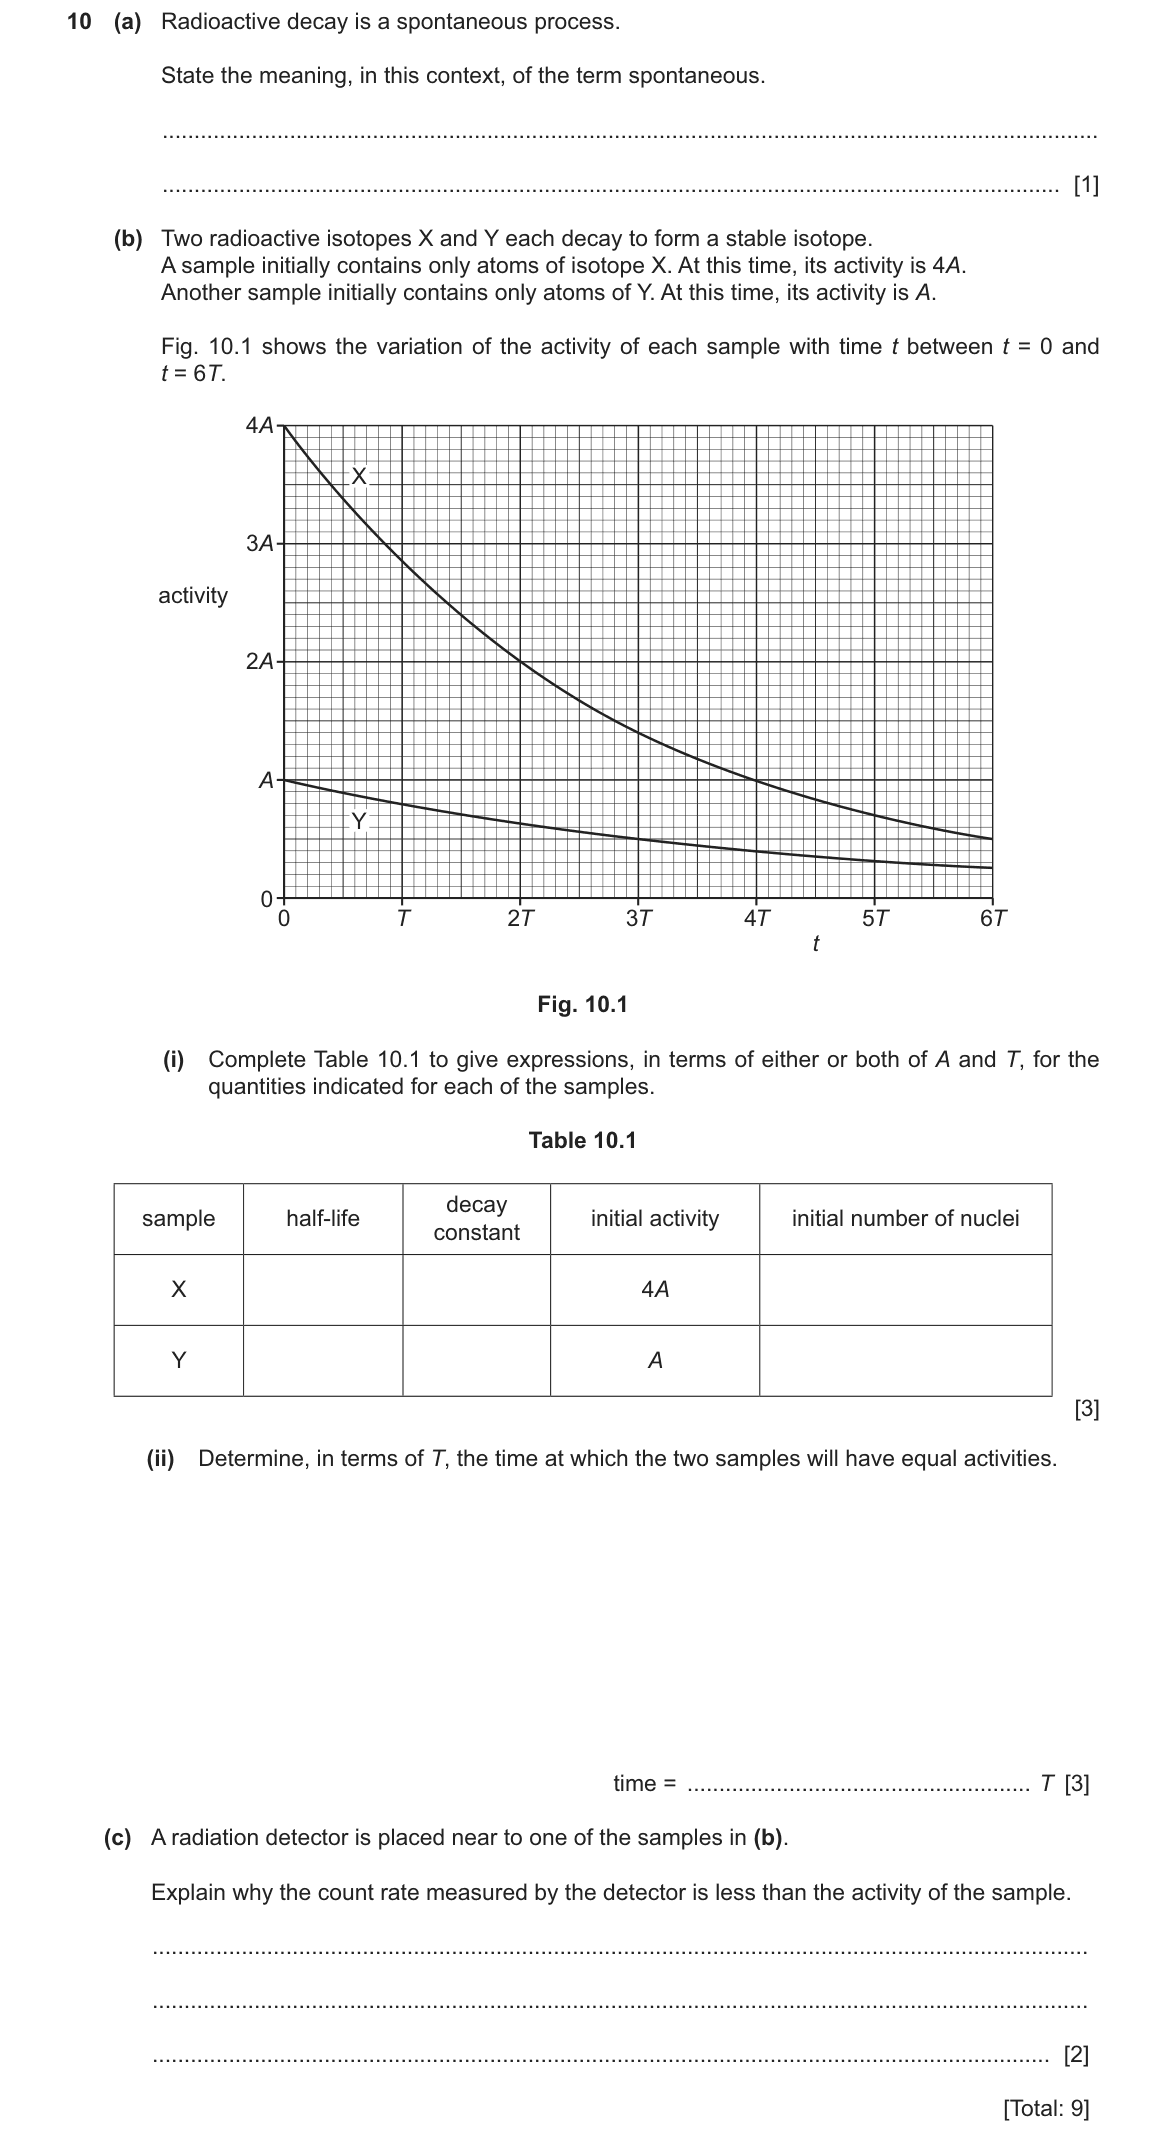 10 (a) Radioactive decay is a spontaneous process.
State the meaning, in this context, of the term spontaneous.
..........................................................................................................................................................
.................................................................................................................................................... [1]
(b) Two radioactive isotopes X and Y each decay to form a stable isotope.
A sample initially contains only atoms of isotope X. At this time, its activity is 4A.
Another sample initially contains only atoms of Y. At this time, its activity is A.
Fig. 10.1 shows the variation of the activity of each sample with time t between t = 0 and
t = 6T.
4A
X
3A
activity
2A
A
Y
0
0 T 2T 3T 4T 5T 6T
t
Fig. 10.1
(i) Complete Table 10.1 to give expressions, in terms of either or both of A and T, for the
quantities indicated for each of the samples.
Table 10.1
sample half-life decay constant initial activity initial number of nuclei
X 4A
Y A
[3]
(ii) Determine, in terms of T, the time at which the two samples will have equal activities.
time = ...................................................... T [3]
(c) A radiation detector is placed near to one of the samples in (b).
Explain why the count rate measured by the detector is less than the activity of the sample.
..........................................................................................................................................................
..........................................................................................................................................................
.................................................................................................................................................... [2]
[Total: 9]